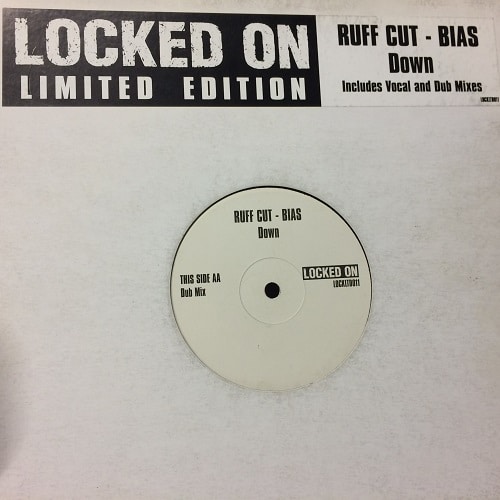 LOCKED ON
LIMITED EDITION
RUFF CUT - BIAS
Down
Includes Vocal and Dub Mixes
LOCKLTD011
RUFF CUT - BIAS
Down
THIS SIDE AA
Dub Mix
LOCKED ON
LOCKLTD011